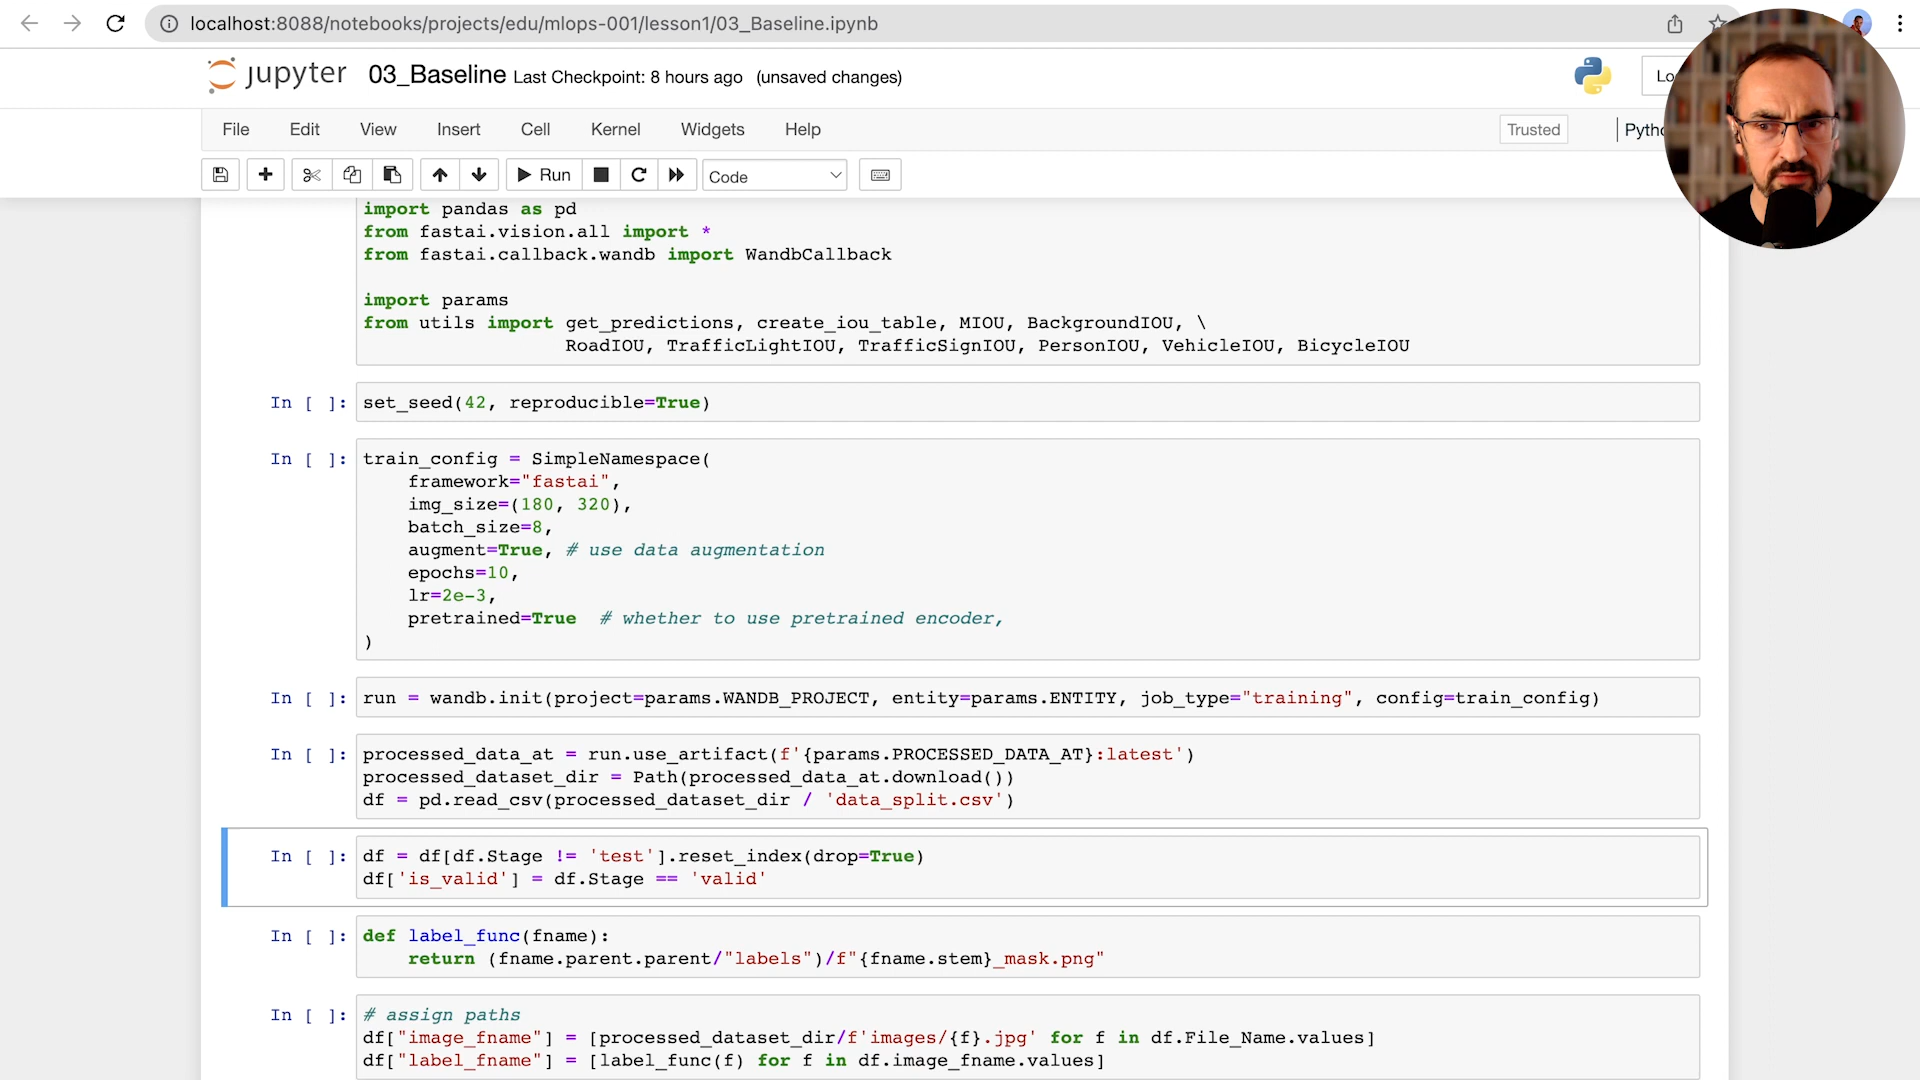 localhost:8088/notebooks/projects/edu/mlops-001/lesson1/03_Baseline.ipynb
jupyter 03_Baseline Last Checkpoint: 8 hours ago (unsaved changes)
File Edit View Insert Cell Kernel Widgets Help Trusted
Run Code
import pandas as pd
from fastai.vision.all import *
from fastai.callback.wandb import WandbCallback
import params
from utils import get_predictions, create_iou_table, MIOU, BackgroundIOU, \
RoadIOU, TrafficLightIOU, TrafficSignIOU, PersonIOU, VehicleIOU, BicycleIOU
In [ ]: set_seed(42, reproducible=True)
In [ ]: train_config = SimpleNamespace(
framework="fastai",
img_size=(180, 320),
batch_size=8,
augment=True, # use data augmentation
epochs=10,
lr=2e-3,
pretrained=True # whether to use pretrained encoder,
)
In [ ]: run = wandb.init(project=params.WANDB_PROJECT, entity=params.ENTITY, job_type="training", config=train_config)
In [ ]: processed_data_at = run.use_artifact(f'{params.PROCESSED_DATA_AT}:latest')
processed_dataset_dir = Path(processed_data_at.download())
df = pd.read_csv(processed_dataset_dir / 'data_split.csv')
In [ ]: df = df[df.Stage != 'test'].reset_index(drop=True)
df['is_valid'] = df.Stage == 'valid'
In [ ]: def label_func(fname):
return (fname.parent.parent/"labels")/f"{fname.stem}_mask.png"
In [ ]: # assign paths
df["image_fname"] = [processed_dataset_dir/f'images/{f}.jpg' for f in df.File_Name.values]
df["label_fname"] = [label_func(f) for f in df.image_fname.values]